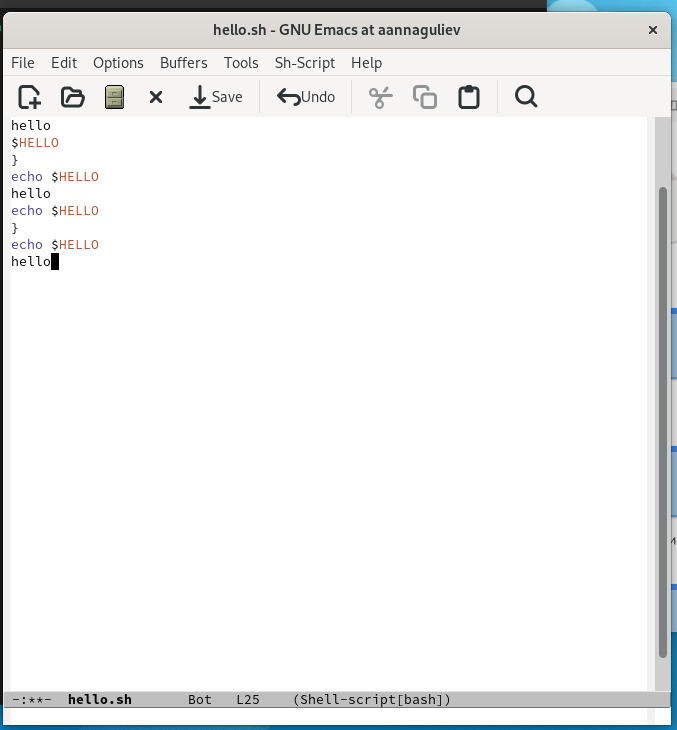 hello.sh - GNU Emacs at aannaguliev
File Edit Options Buffers Tools Sh-Script Help
Save Undo
hello
$HELLO
}
echo $HELLO
hello
echo $HELLO
}
echo $HELLO
hello
-:**- hello.sh Bot L25 (Shell-script[bash])